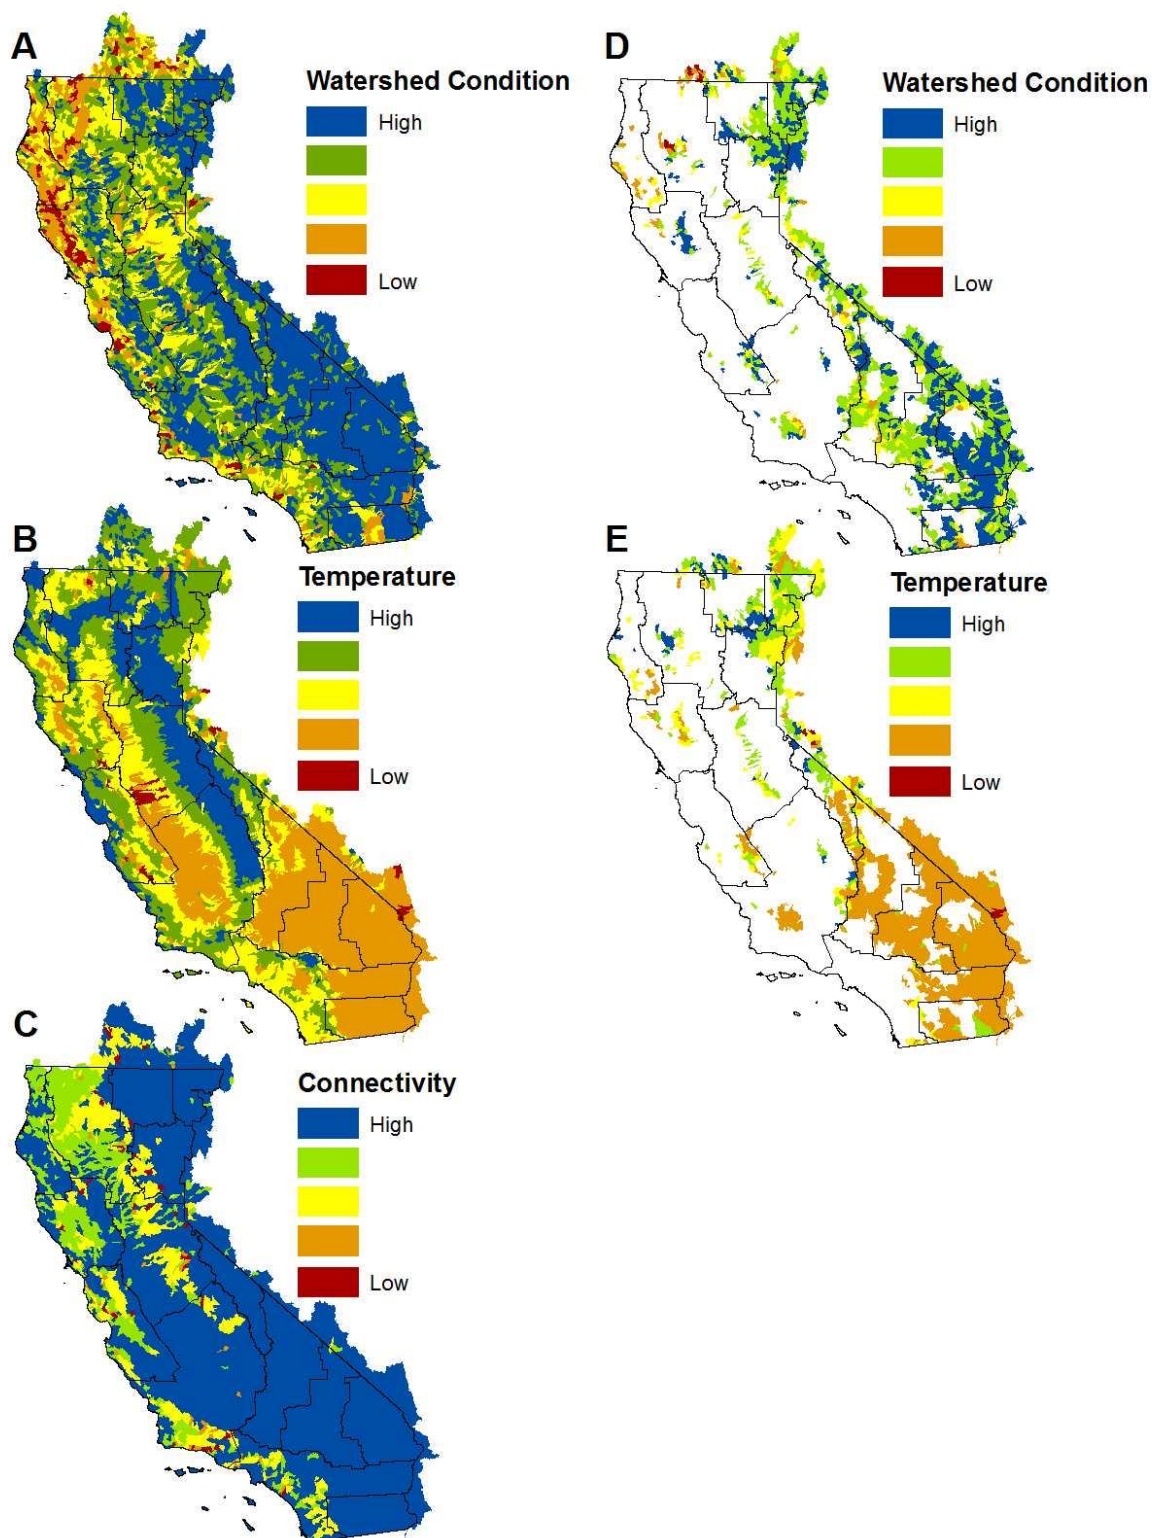 A
Watershed Condition
High
Low
B
Temperature
High
Low
C
Connectivity
High
Low
D
Watershed Condition
High
Low
E
Temperature
High
Low